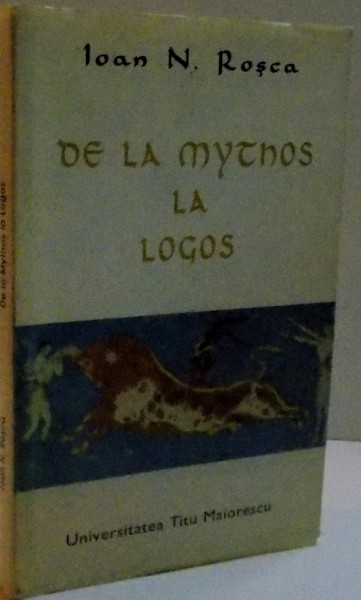 Ioan N. Roşca
DE LA MYTHOS
LA
LOGOS
Universitatea Titu Maiorescu
Ioan N. Roşca
De la Mythos la Logos